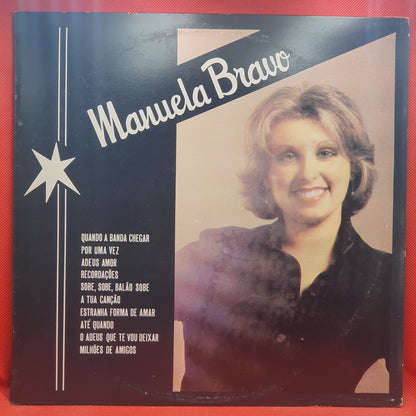 Manuela Bravo
QUANDO A BANDA CHEGAR
POR UMA VEZ
ADEUS AMOR
RECORDAÇÕES
SOBE, SOBE, BALÃO SOBE
A TUA CANÇÃO
ESTRANHA FORMA DE AMAR
ATÉ QUANDO
O ADEUS QUE TE VOU DEIXAR
MILHÕES DE AMIGOS